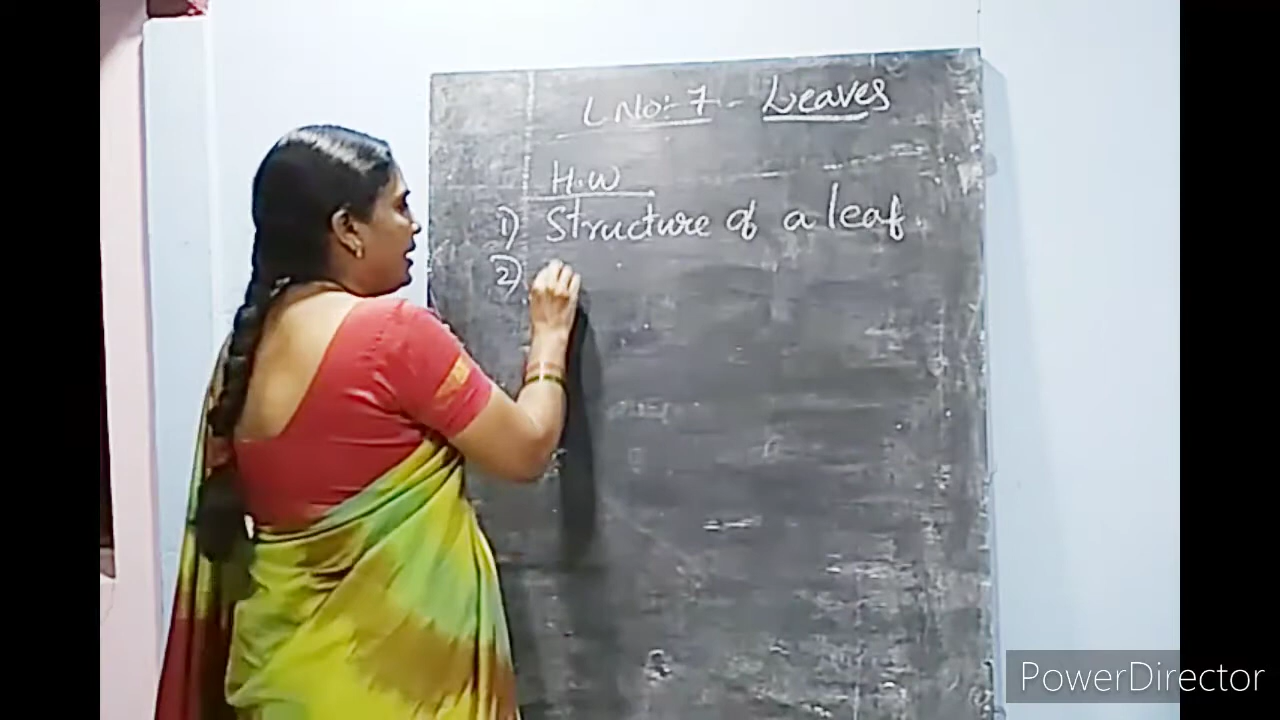 L No:- 7 - Leaves
H.W
1) Structure of a leaf.
2)
PowerDirector